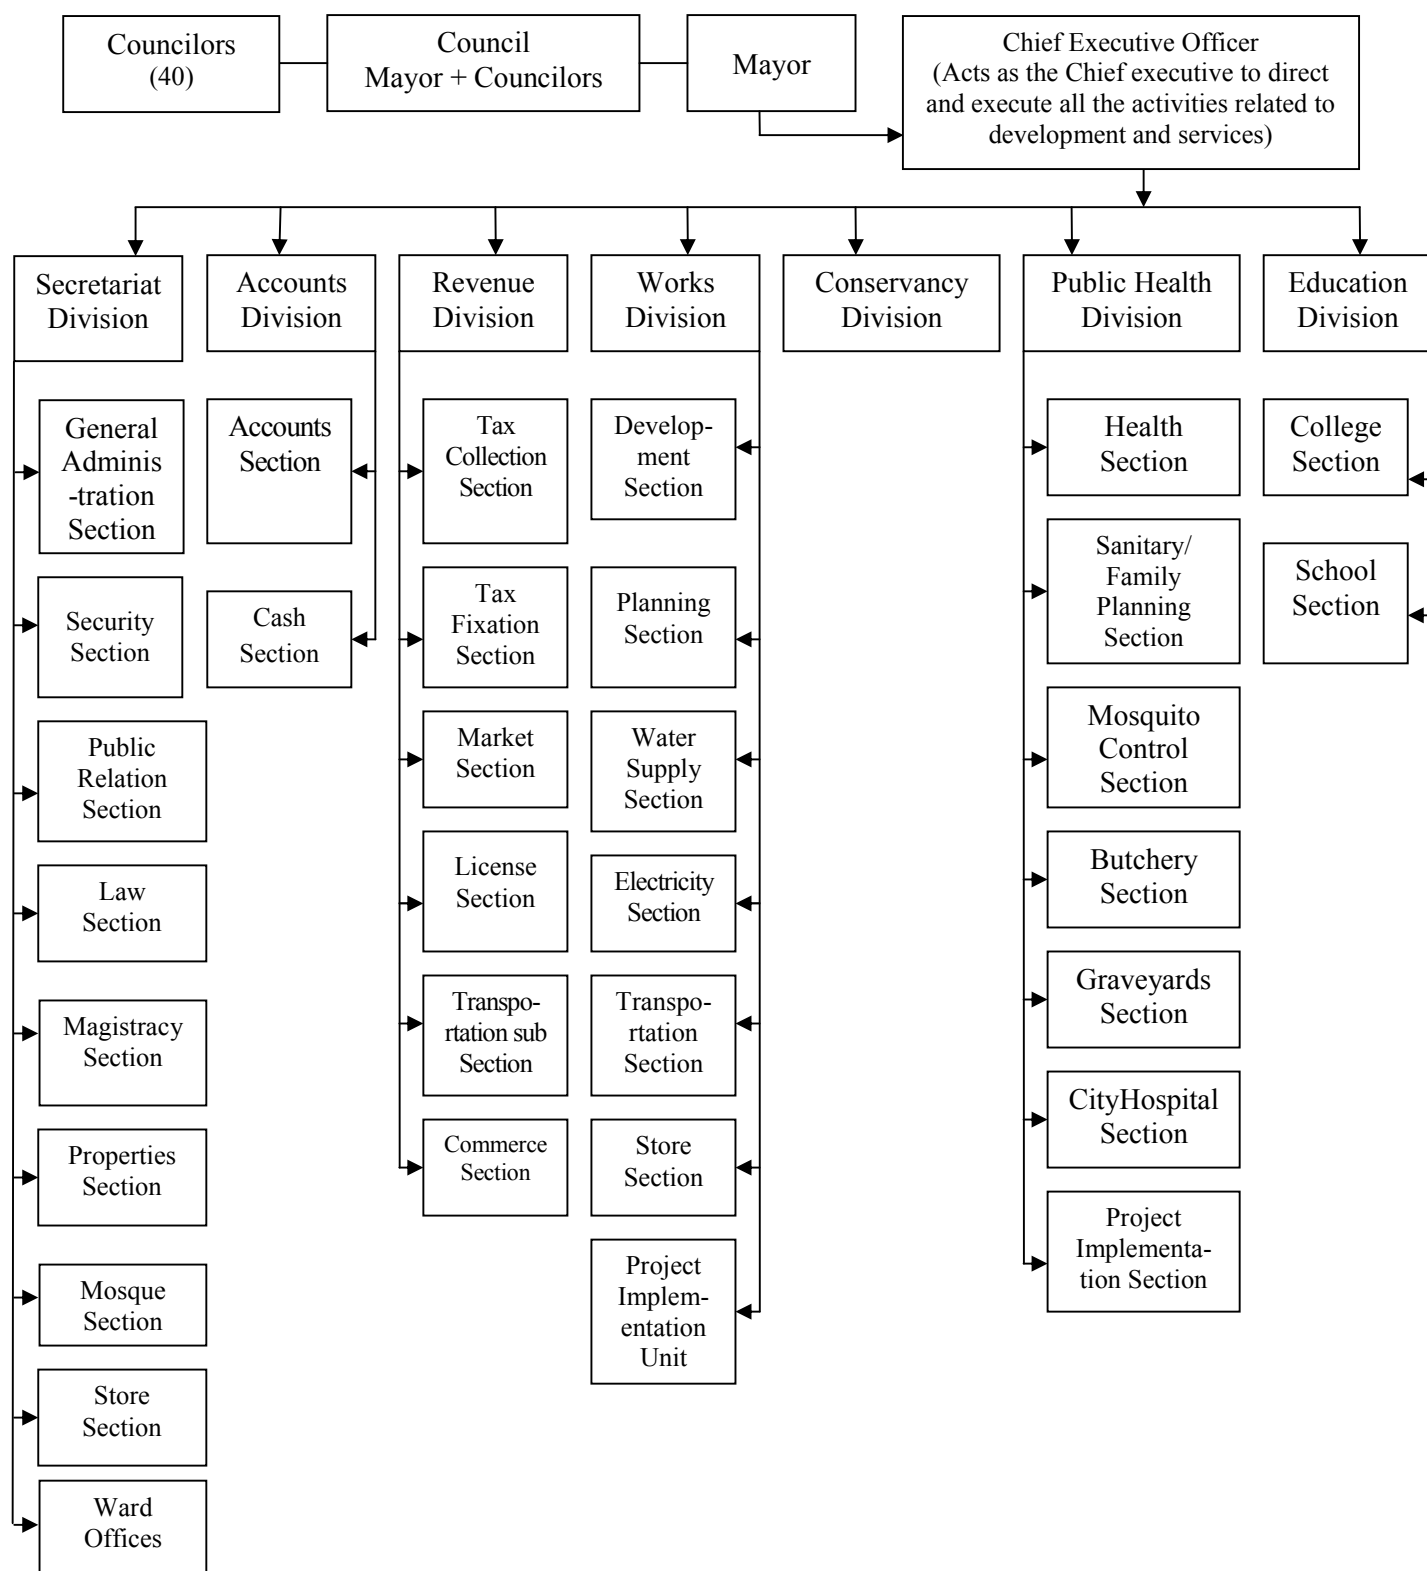 Councilors
(40)
Council
Mayor + Councilors
Mayor
Chief Executive Officer
(Acts as the Chief executive to direct
and execute all the activities related to
development and services)
Secretariat
Division
Accounts
Division
Revenue
Division
Works
Division
Conservancy
Division
Public Health
Division
Education
Division
General
Adminis
-tration
Section
Security
Section
Public
Relation
Section
Law
Section
Magistracy
Section
Properties
Section
Mosque
Section
Store
Section
Ward
Offices
Accounts
Section
Cash
Section
Tax
Collection
Section
Tax
Fixation
Section
Market
Section
License
Section
Transpo-
rtation sub
Section
Commerce
Section
Develop-
ment
Section
Planning
Section
Water
Supply
Section
Electricity
Section
Transpo-
rtation
Section
Store
Section
Project
Implem-
entation
Unit
Health
Section
Sanitary/
Family
Planning
Section
Mosquito
Control
Section
Butchery
Section
Graveyards
Section
CityHospital
Section
Project
Implementa-
tion Section
College
Section
School
Section